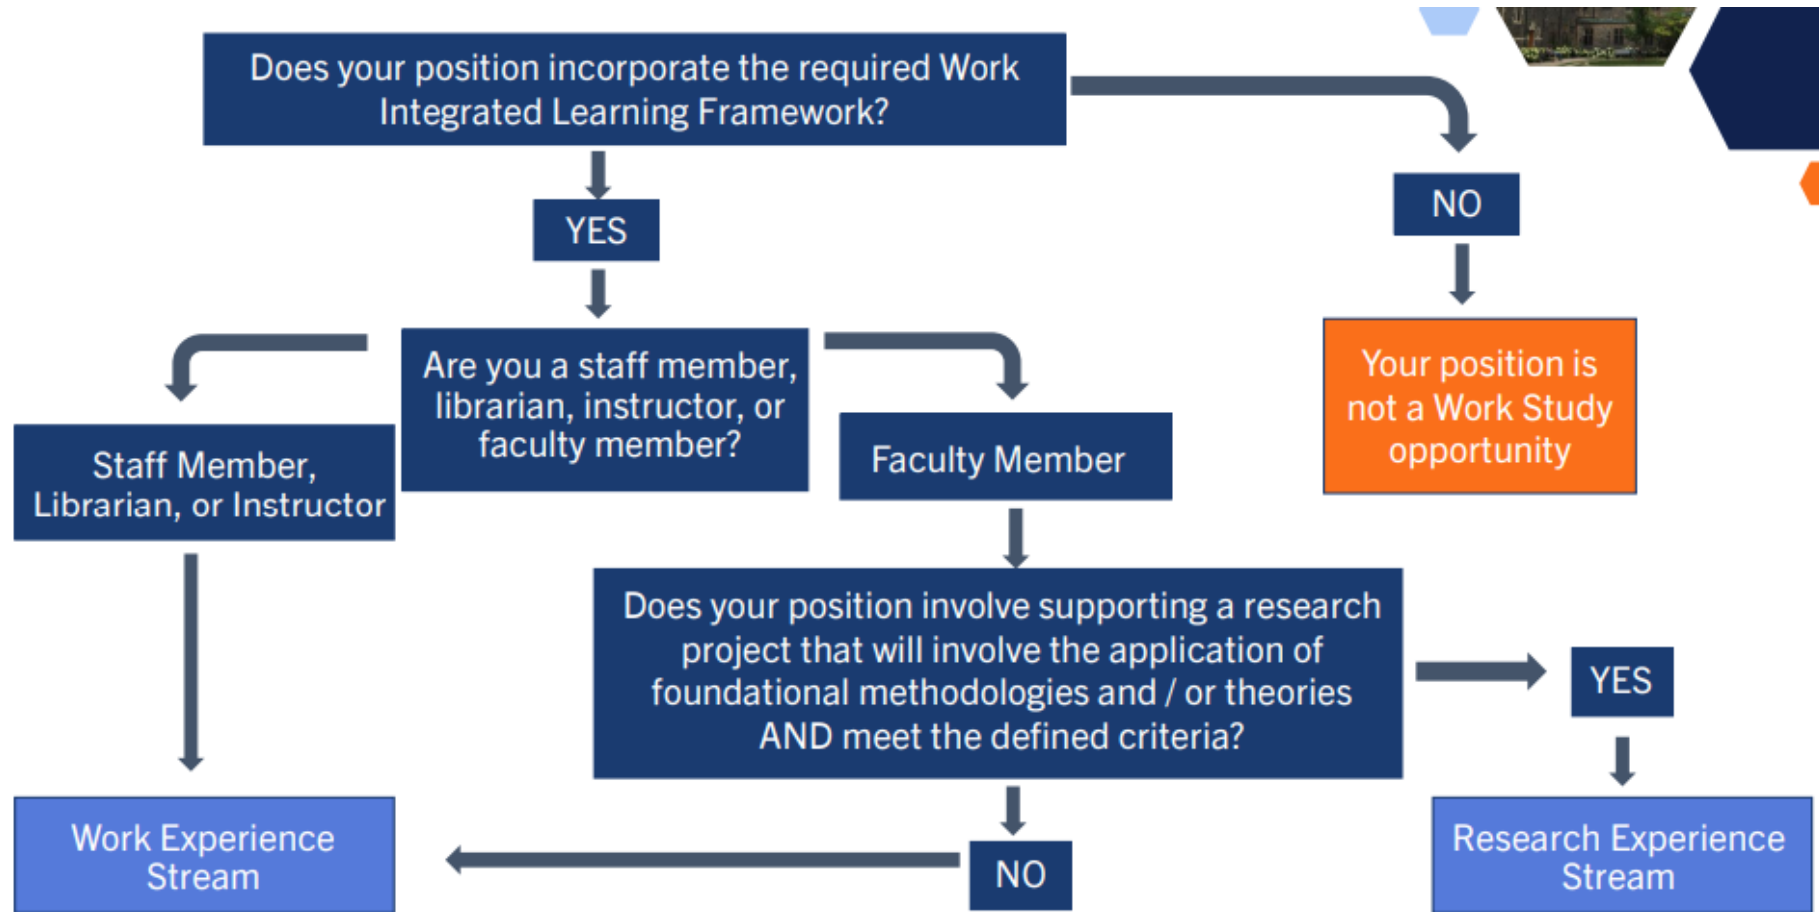 Does your position incorporate the required Work
Integrated Learning Framework?
YES
NO
Are you a staff member,
librarian, instructor, or
faculty member?
Your position is
not a Work Study
opportunity
Staff Member,
Librarian, or Instructor
Faculty Member
Does your position involve supporting a research
project that will involve the application of
foundational methodologies and / or theories
AND meet the defined criteria?
YES
NO
Work Experience
Stream
Research Experience
Stream